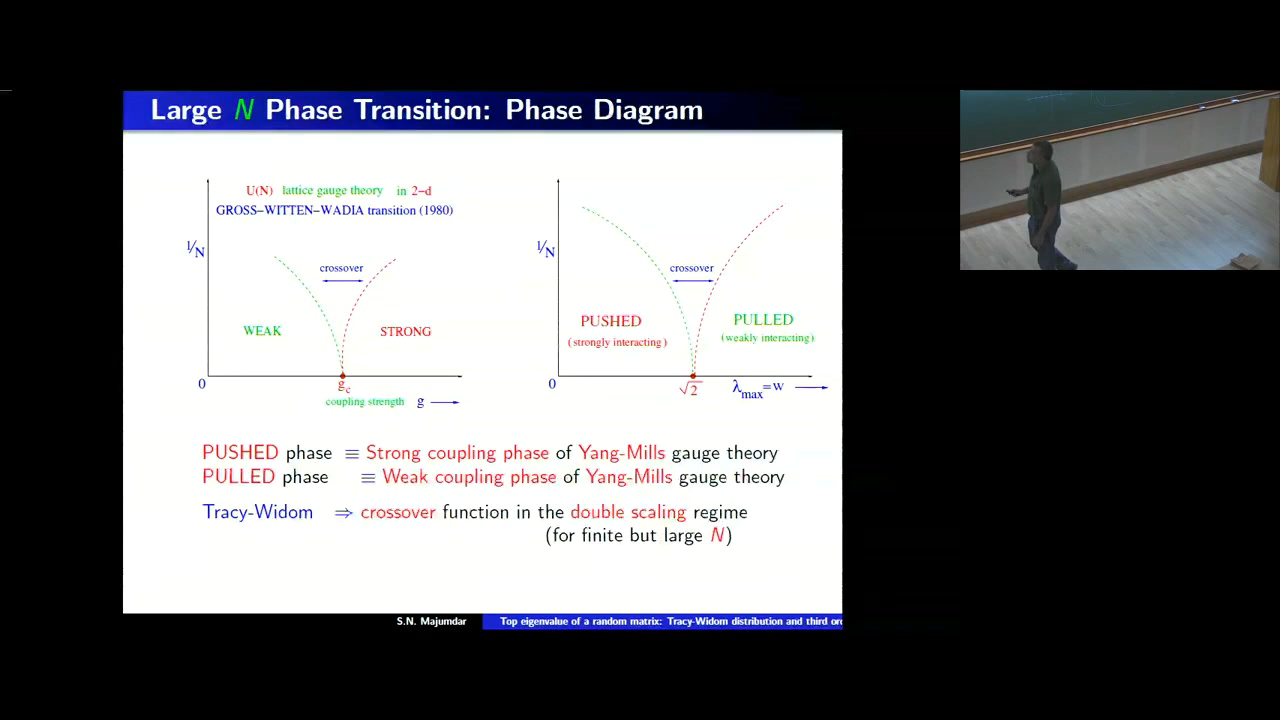 Large N Phase Transition: Phase Diagram
U(N) lattice gauge theory in 2-d
GROSS-WITTEN-WADIA transition (1980)
1/N
crossover
WEAK
STRONG
0
gc
coupling strength g
1/N
crossover
PUSHED
(strongly interacting)
PULLED
(weakly interacting)
0
√2
λmax=w
PUSHED phase ≡ Strong coupling phase of Yang-Mills gauge theory
PULLED phase ≡ Weak coupling phase of Yang-Mills gauge theory
Tracy-Widom ⇒ crossover function in the double scaling regime
(for finite but large N)
S.N. Majumdar
Top eigenvalue of a random matrix: Tracy-Widom distribution and third ord